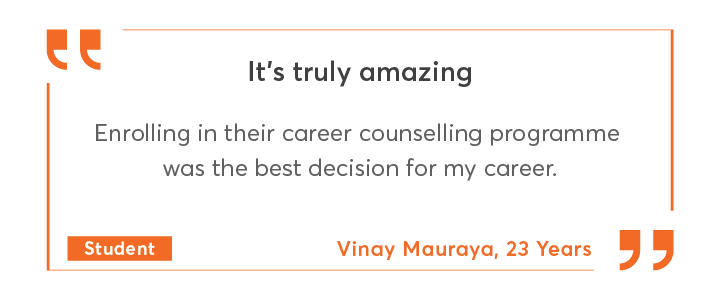 It's truly amazing
Enrolling in their career counselling programme
was the best decision for my career.
Student
Vinay Mauraya, 23 Years